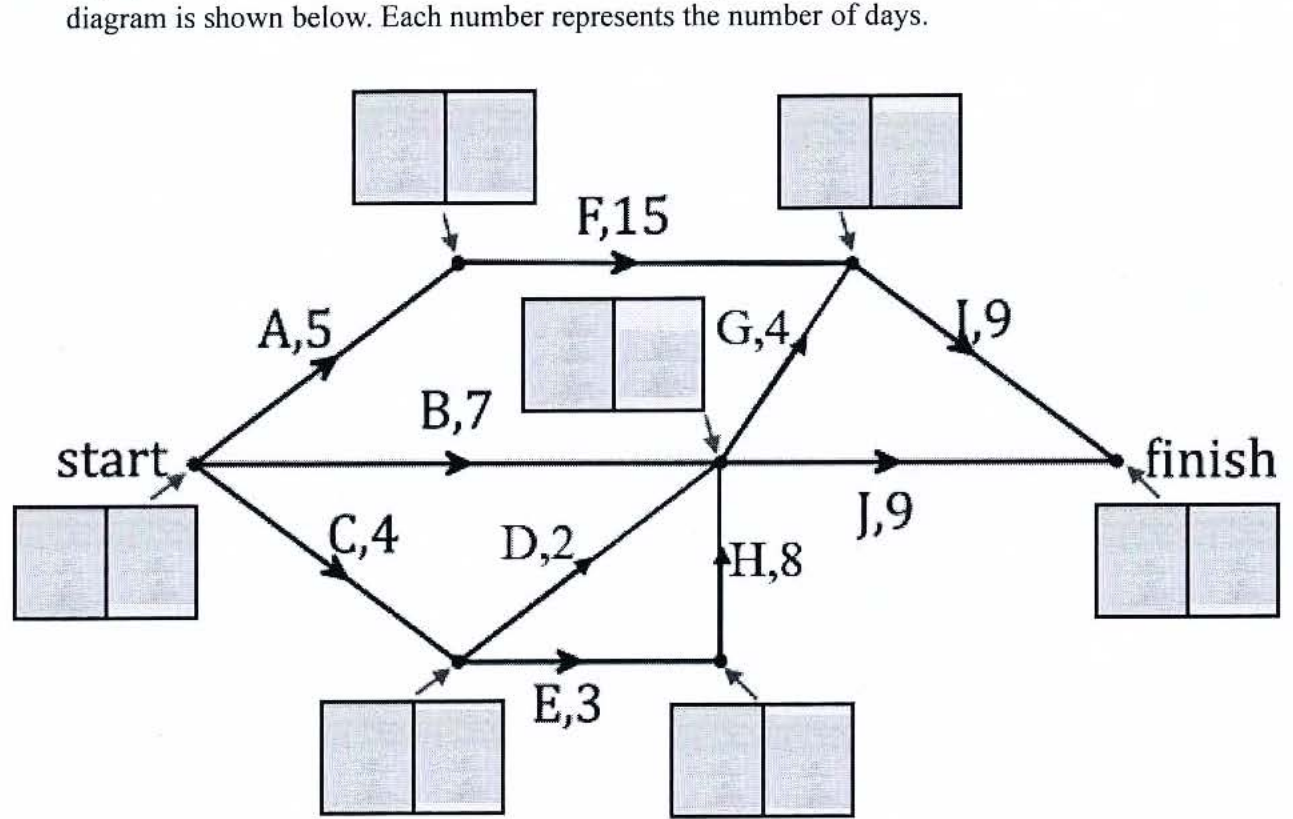 diagram is shown below. Each number represents the number of days.
F,15
A,5
G,4
I,9
B,7
start
finish
C,4
D,2
J,9
H,8
E,3